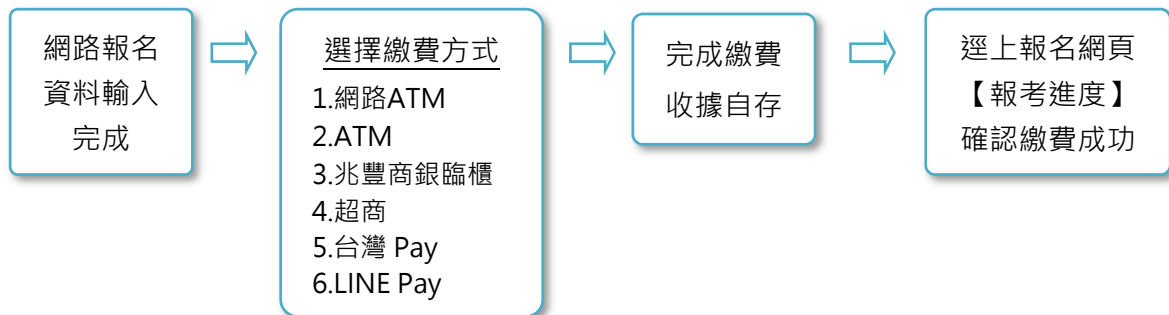 網路報名
資料輸入
完成
選擇繳費方式
1.網路ATM
2.ATM
3.兆豐商銀臨櫃
4.超商
5.台灣 Pay
6.LINE Pay
完成繳費
收據自存
逕上報名網頁
【報考進度】
確認繳費成功